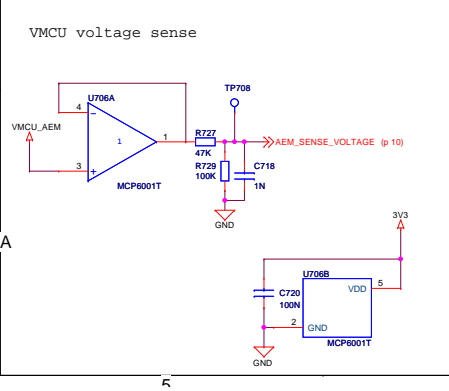 VMCU voltage sense
TP708
U706A
4
VMCU_AEM
1
1
R727
AEM_SENSE_VOLTAGE (p 10)
47K
3
R729
100K
C718
1N
MCP6001T
GND
3V3
A
U706B
VDD
5
C720
100N
2
GND
MCP6001T
GND
5